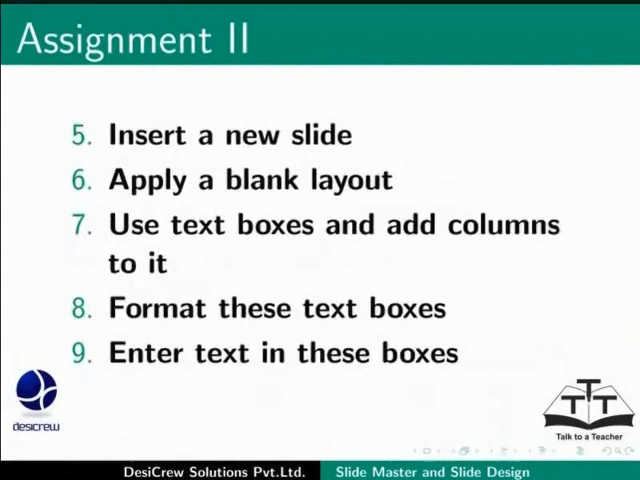 Assignment II
5. Insert a new slide
6. Apply a blank layout
7. Use text boxes and add columns
to it
8. Format these text boxes
9. Enter text in these boxes
desicrew
TTT
Talk to a Teacher
DesiCrew Solutions Pvt.Ltd. Slide Master and Slide Design